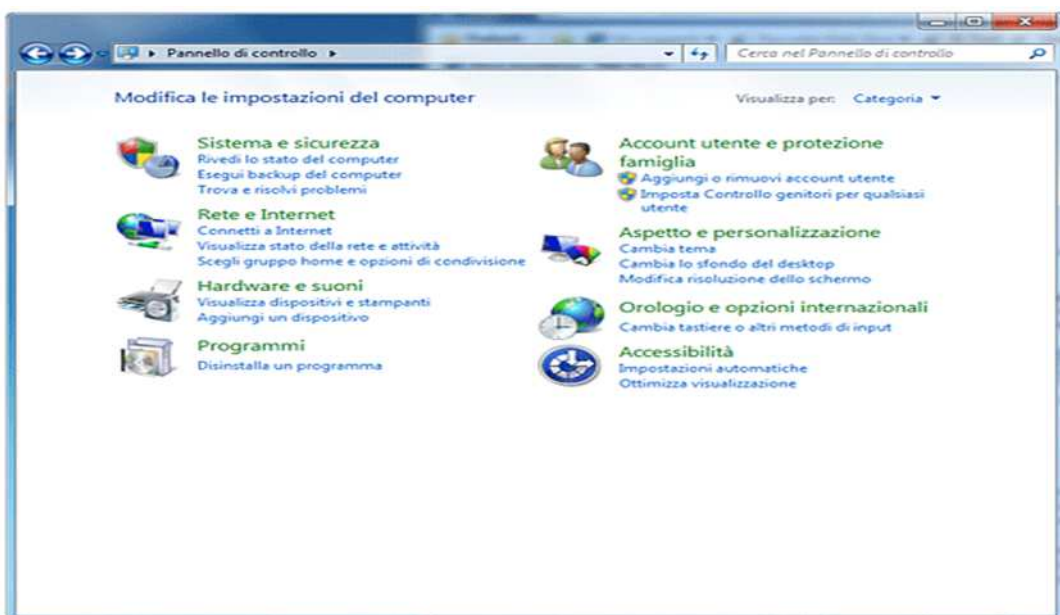 Pannello di controllo
Cerca nel Pannello di controllo
Modifica le impostazioni del computer
Visualizza per: Categoria
Sistema e sicurezza
Rivedi lo stato del computer
Esegui backup del computer
Trova e risolvi problemi
Rete e Internet
Connetti a Internet
Visualizza stato della rete e attività
Scegli gruppo home e opzioni di condivisione
Hardware e suoni
Visualizza dispositivi e stampanti
Aggiungi un dispositivo
Programmi
Disinstalla un programma
Account utente e protezione
famiglia
Aggiungi o rimuovi account utente
Imposta Controllo genitori per qualsiasi
utente
Aspetto e personalizzazione
Cambia tema
Cambia lo sfondo del desktop
Modifica risoluzione dello schermo
Orologio e opzioni internazionali
Cambia tastiere o altri metodi di input
Accessibilità
Impostazioni automatiche
Ottimizza visualizzazione